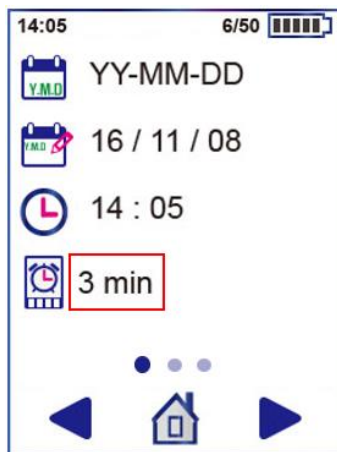 14:05 6/50
Y.M.D YY-MM-DD
Y.M.D 16 / 11 / 08
14 : 05
3 min